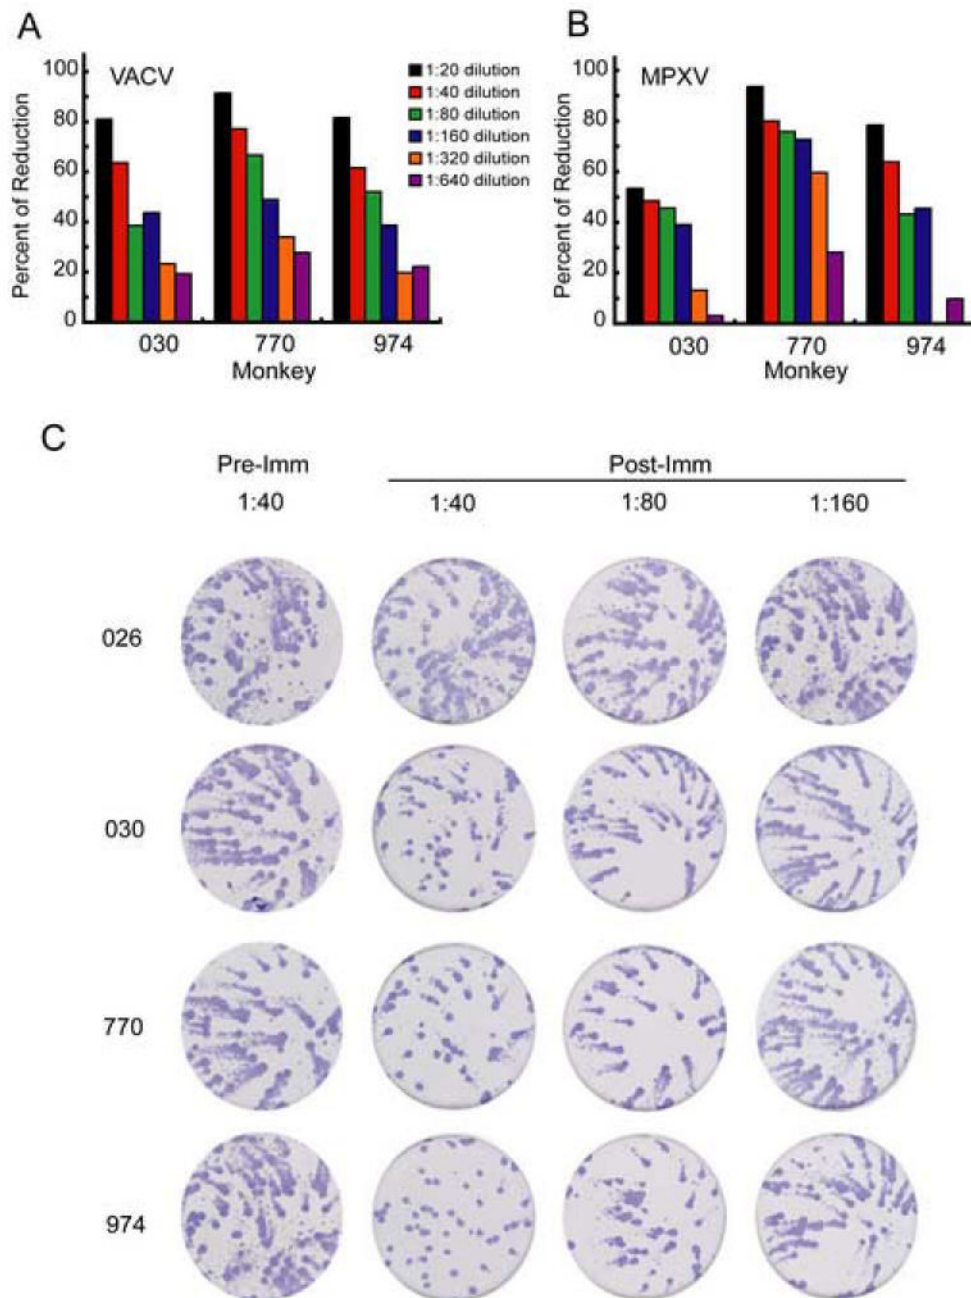 A
VACV
Percent of Reduction
100
80
60
40
20
0
030 770 974
Monkey
1:20 dilution
1:40 dilution
1:80 dilution
1:160 dilution
1:320 dilution
1:640 dilution
B
MPXV
Percent of Reduction
100
80
60
40
20
0
030 770 974
Monkey
C
Pre-Imm Post-Imm
1:40 1:40 1:80 1:160
026
030
770
974